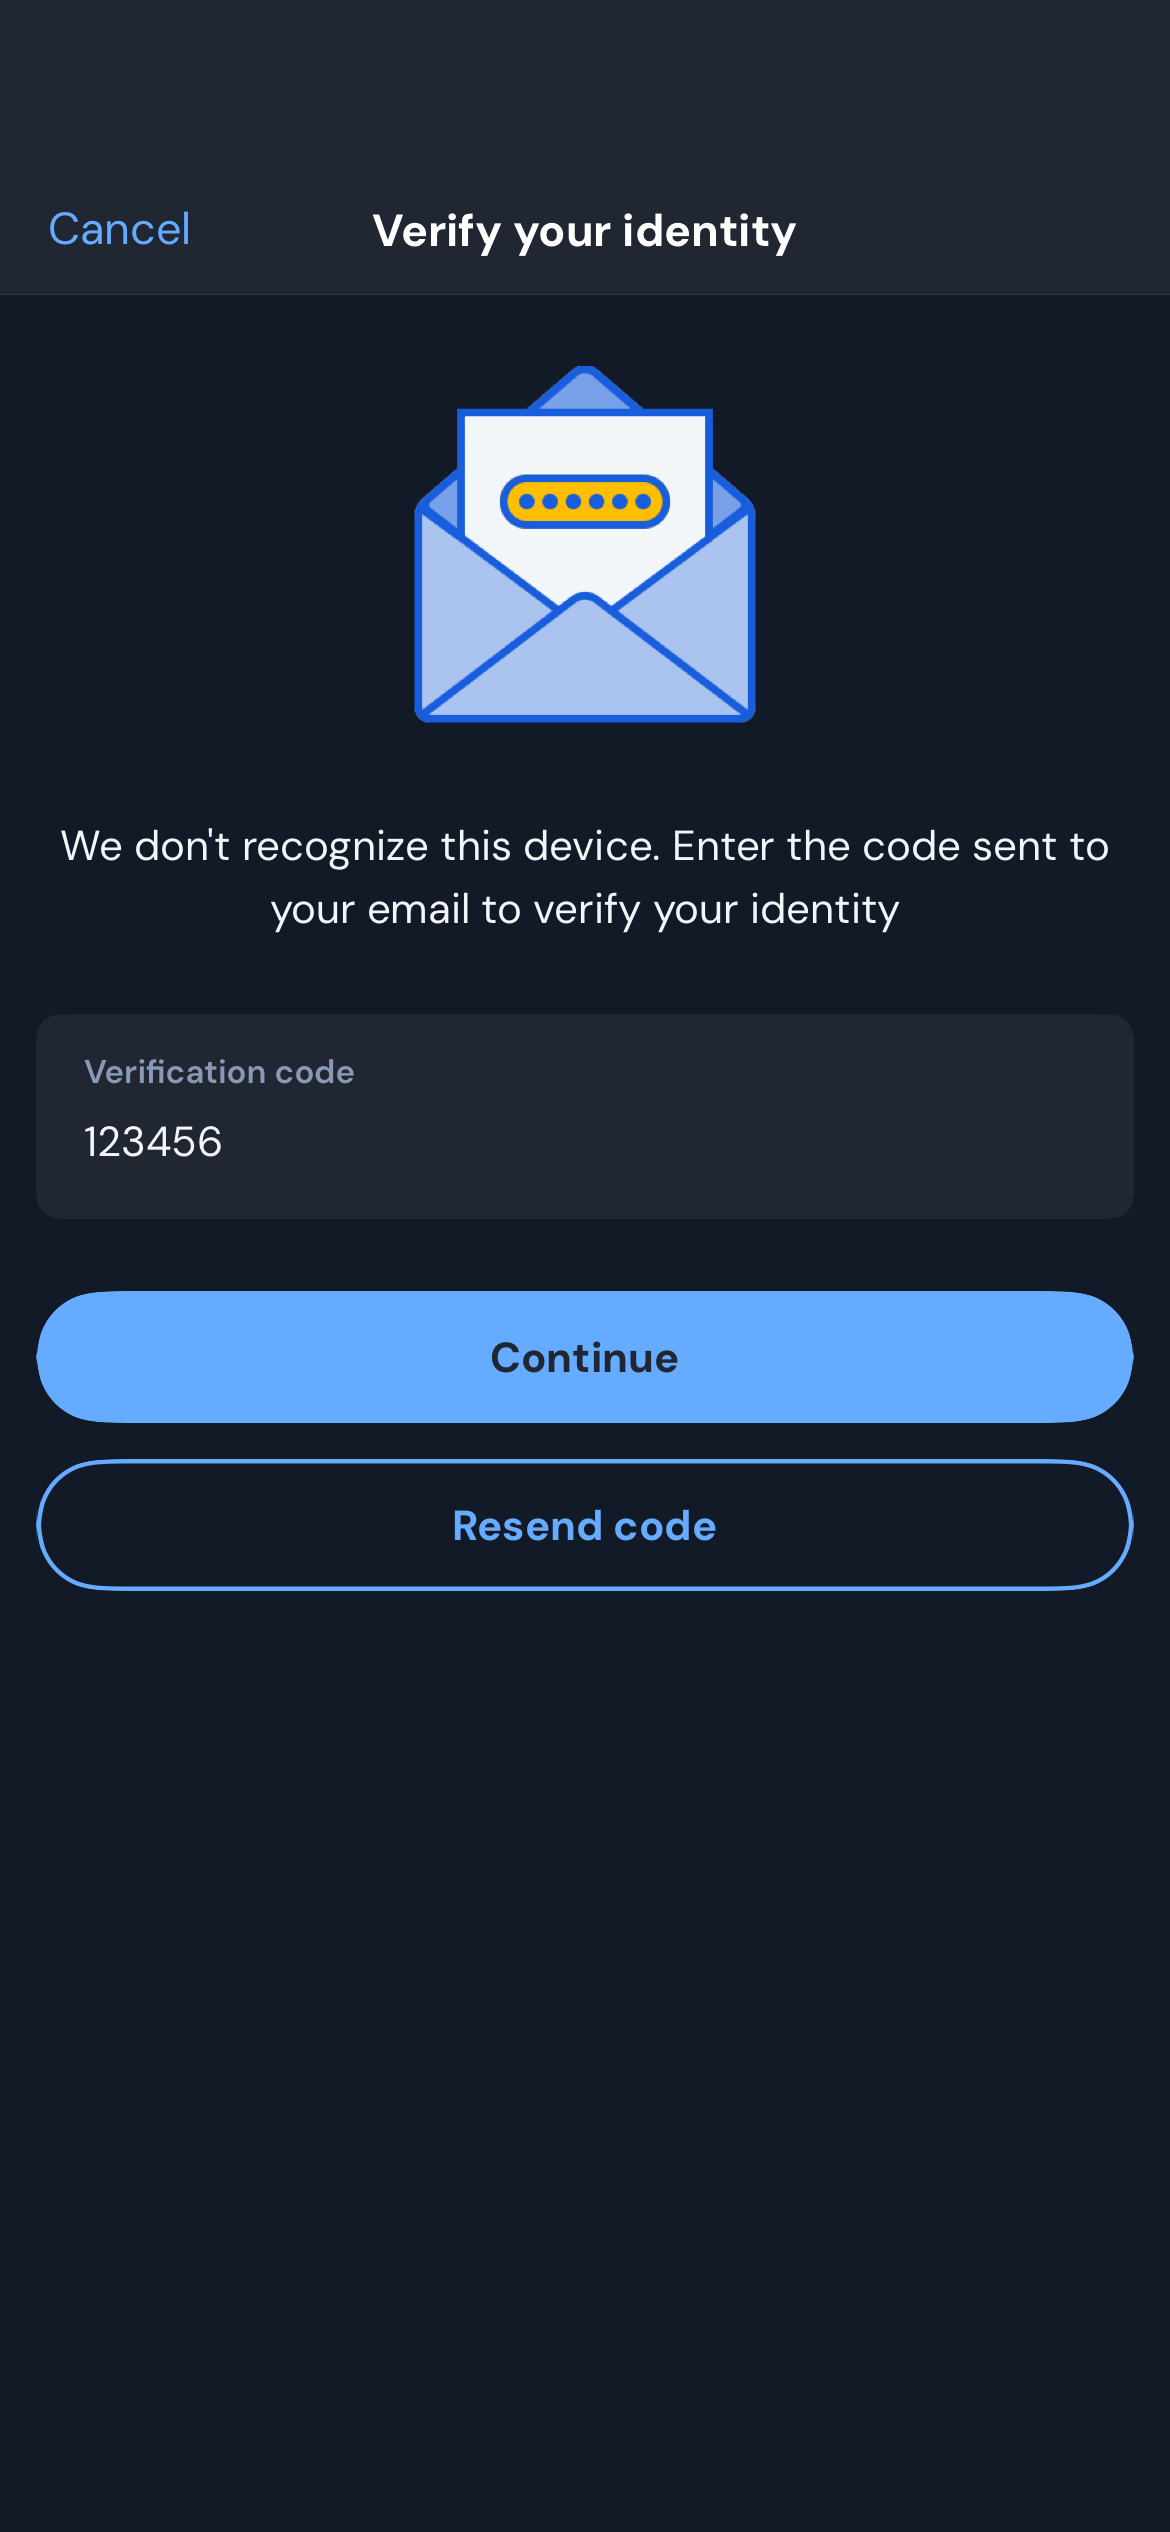 Cancel
Verify your identity
We don't recognize this device. Enter the code sent to
your email to verify your identity
Verification code
123456
Continue
Resend code